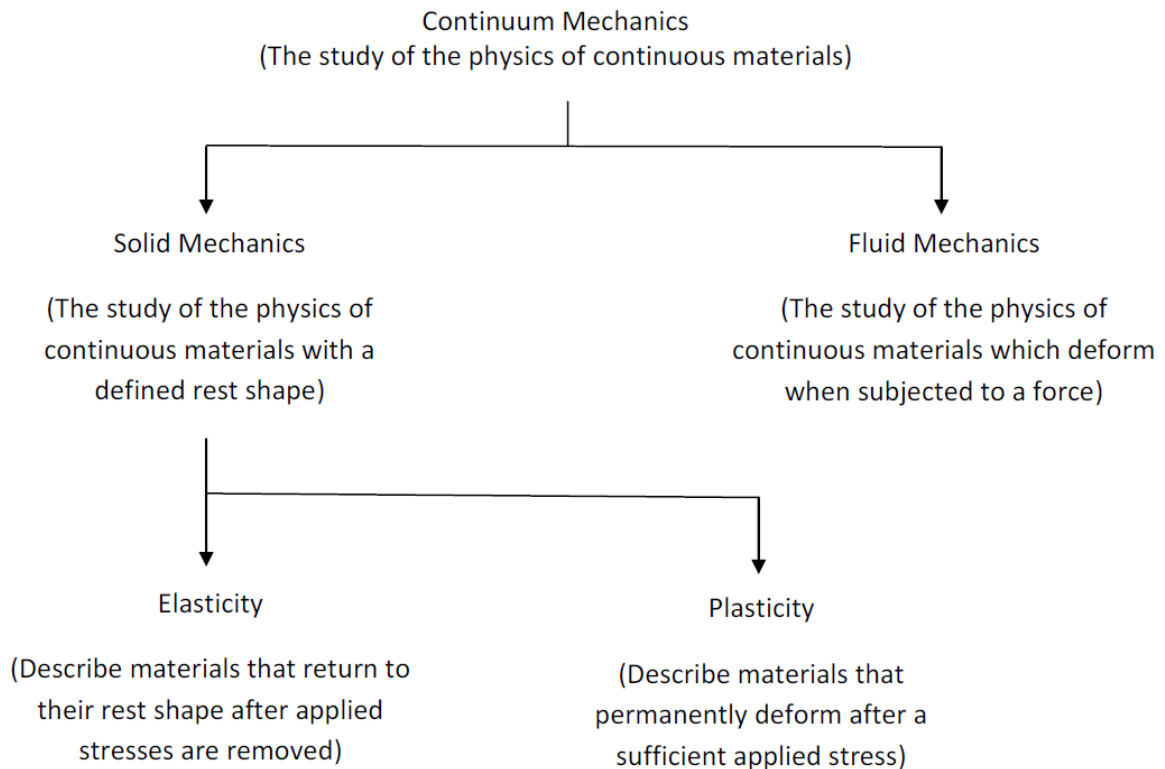 Continuum Mechanics
(The study of the physics of continuous materials)
Solid Mechanics
(The study of the physics of
continuous materials with a
defined rest shape)
Fluid Mechanics
(The study of the physics of
continuous materials which deform
when subjected to a force)
Elasticity
(Describe materials that return to
their rest shape after applied
stresses are removed)
Plasticity
(Describe materials that
permanently deform after a
sufficient applied stress)